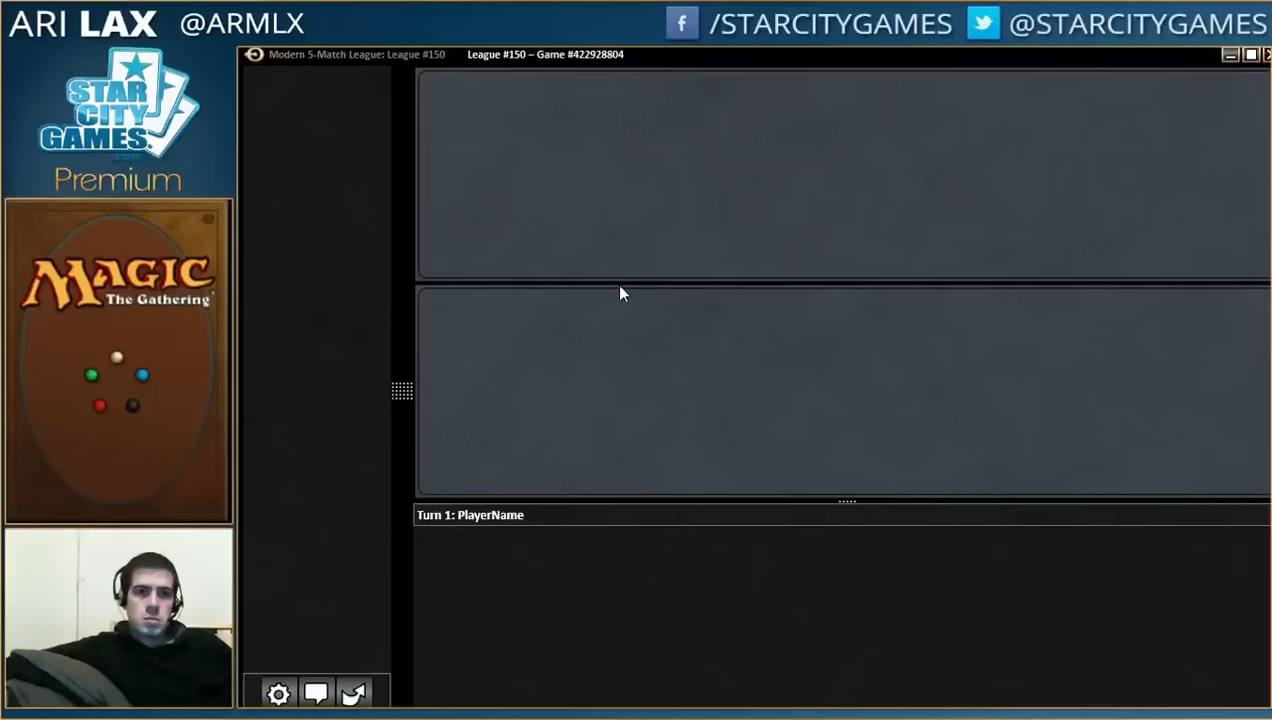 ARI LAX @ARMLX
/STARCITYGAMES @STARCITYGAMES
Modern 5-Match League: League #150 League #150 – Game #422928804
STAR
CITY
GAMES.com
Premium
MAGIC
The Gathering
Turn 1: PlayerName